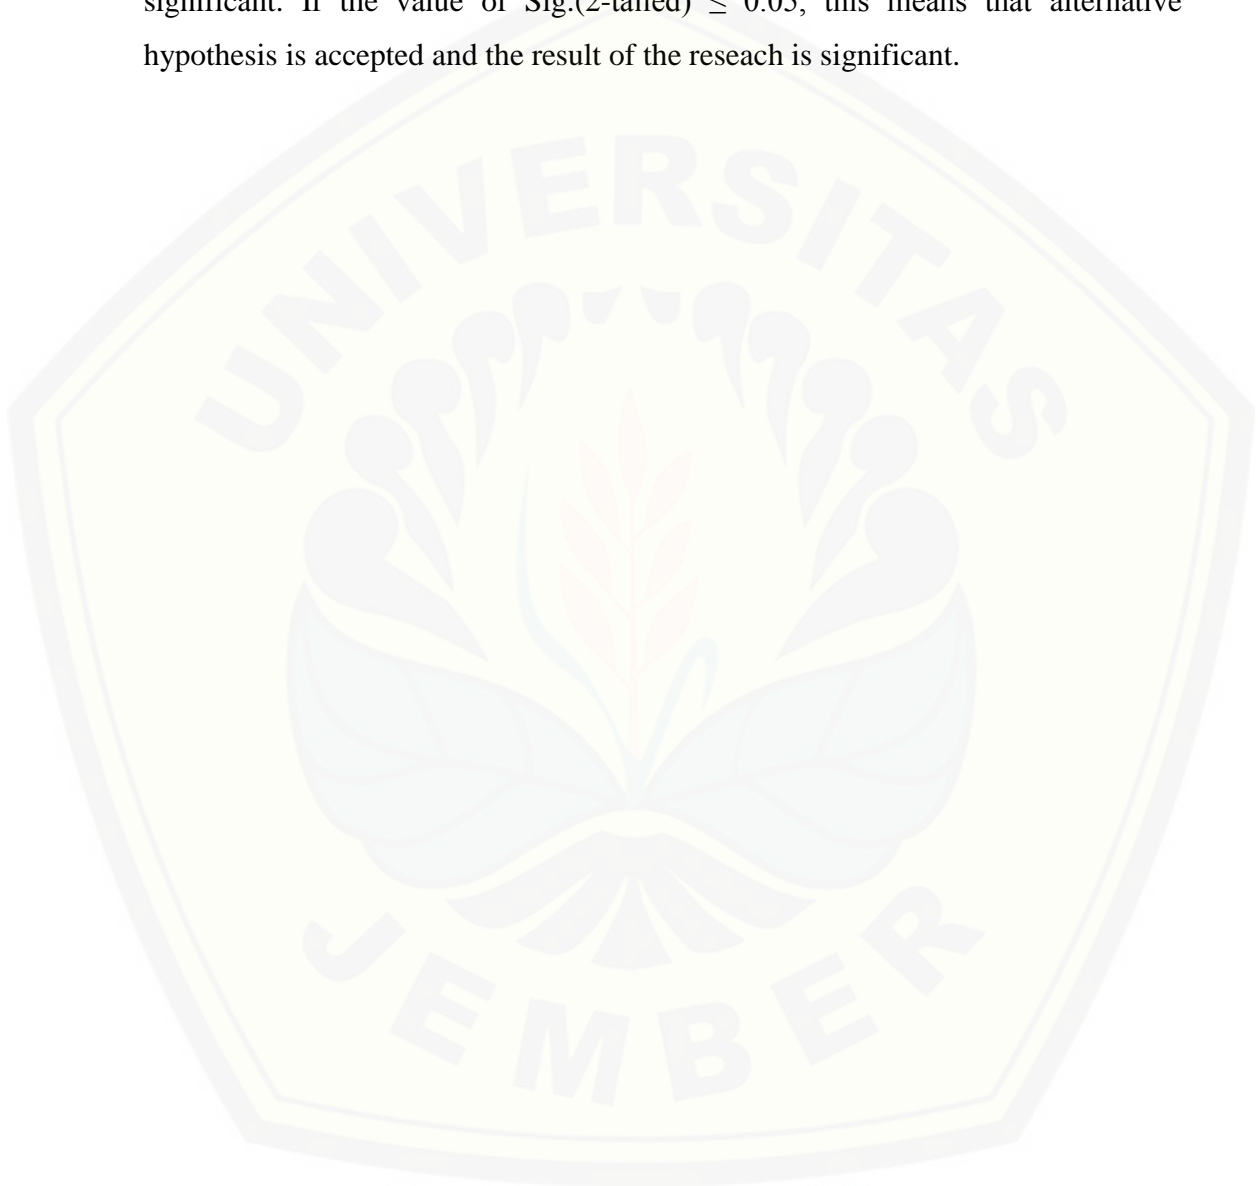 significant. If the value of Sig.(2-tailed) ≤ 0.05, this means that alternative
hypothesis is accepted and the result of the reseach is significant.
UNIVERSITAS
JEMBER